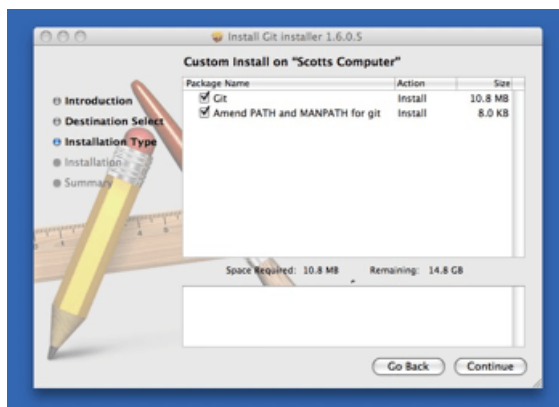 Install Git installer 1.6.0.5
Custom Install on "Scotts Computer"
Package Name Action Size
Git Install 10.8 MB
Amend PATH and MANPATH for git Install 8.0 KB
Introduction
Destination Select
Installation Type
Installation
Summary
Space Required: 10.8 MB Remaining: 14.8 GB
Go Back Continue